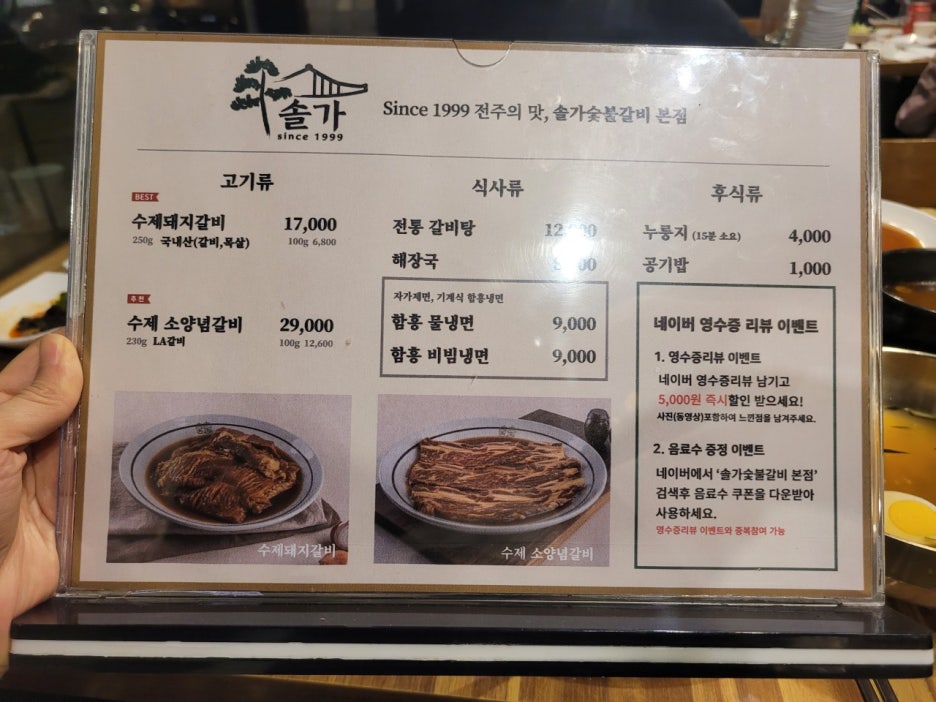 솔가
since 1999
Since 1999 전주의 맛, 솔가숯불갈비 본점
고기류
BEST
수제돼지갈비 17,000
250g 국내산(갈비,목살) 100g 6,800
추천
수제 소양념갈비 29,000
230g LA갈비 100g 12,600
수제돼지갈비
식사류
전통 갈비탕
해장국
자가제면, 기계식 함흥냉면
함흥 물냉면 9,000
함흥 비빔냉면 9,000
수제 소양념갈비
후식류
누룽지 (15분 소요) 4,000
공기밥 1,000
네이버 영수증 리뷰 이벤트
1. 영수증리뷰 이벤트
네이버 영수증리뷰 남기고
5,000원 즉시할인 받으세요!
사진(동영상)포함하여 느낀점을 남겨주세요.
2. 음료수 증정 이벤트
네이버에서 '솔가숯불갈비 본점'
검색후 음료수 쿠폰을 다운받아
사용하세요.
영수증리뷰 이벤트와 중복참여 가능